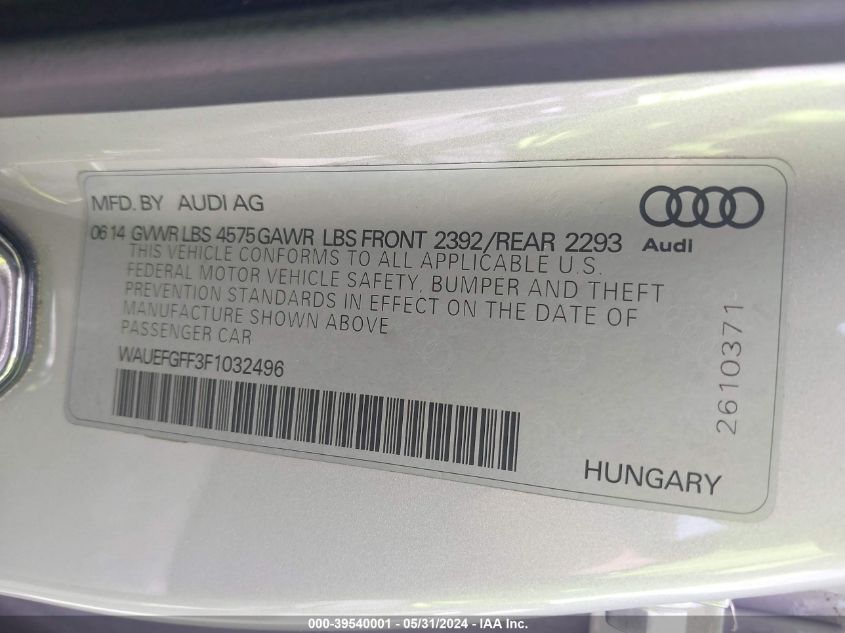 MFD. BY AUDI AG
Audi
06 14 GVWR LBS 4575 GAWR LBS FRONT 2392/REAR 2293
THIS VEHICLE CONFORMS TO ALL APPLICABLE U.S.
FEDERAL MOTOR VEHICLE SAFETY, BUMPER AND THEFT
PREVENTION STANDARDS IN EFFECT ON THE DATE OF
MANUFACTURE SHOWN ABOVE
PASSENGER CAR
WAUEFGFF3F1032496
2610371
HUNGARY
000-39540001 - 05/31/2024 - IAA Inc.